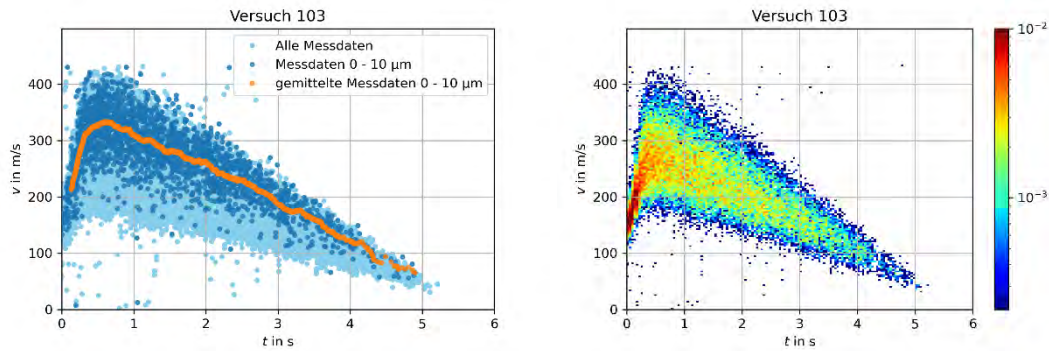 Versuch 103
Alle Messdaten
Messdaten 0 - 10 µm
gemittelte Messdaten 0 - 10 µm
400
300
200
100
0
v in m/s
0 1 2 3 4 5 6
t in s
Versuch 103
400
300
200
100
0
v in m/s
0 1 2 3 4 5 6
t in s
10⁻²
10⁻³